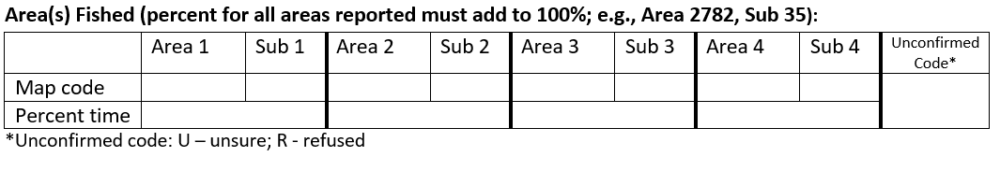 Area(s) Fished (percent for all areas reported must add to 100%; e.g., Area 2782, Sub 35):
Area 1 Sub 1 Area 2 Sub 2 Area 3 Sub 3 Area 4 Sub 4 Unconfirmed
Code*
Map code
Percent time
*Unconfirmed code: U – unsure; R - refused